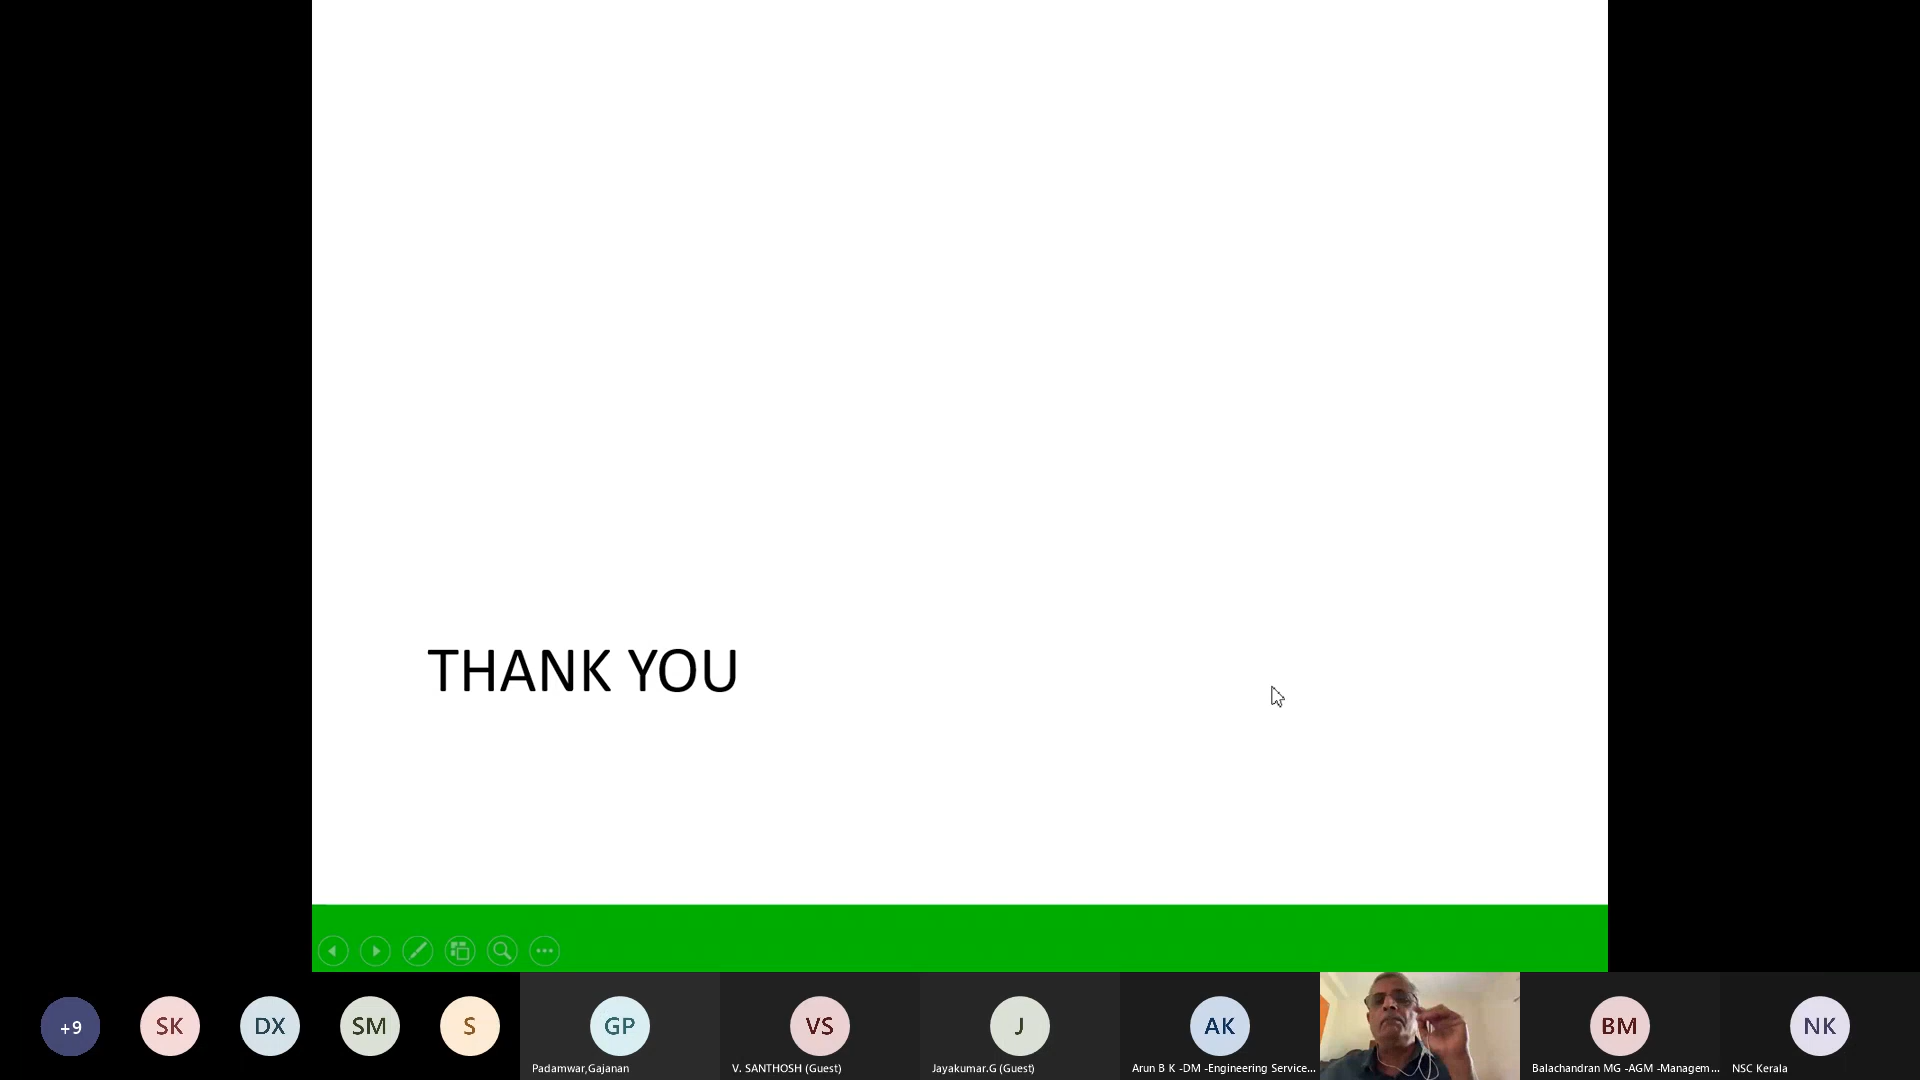 THANK YOU
+9
SK
DX
SM
S
GP
VS
J
AK
BM
NK
Padamwar,Gajanan
V. SANTHOSH (Guest)
Jayakumar.G (Guest)
Arun B K -DM -Engineering Service...
Balachandran MG -AGM -Managem...
NSC Kerala